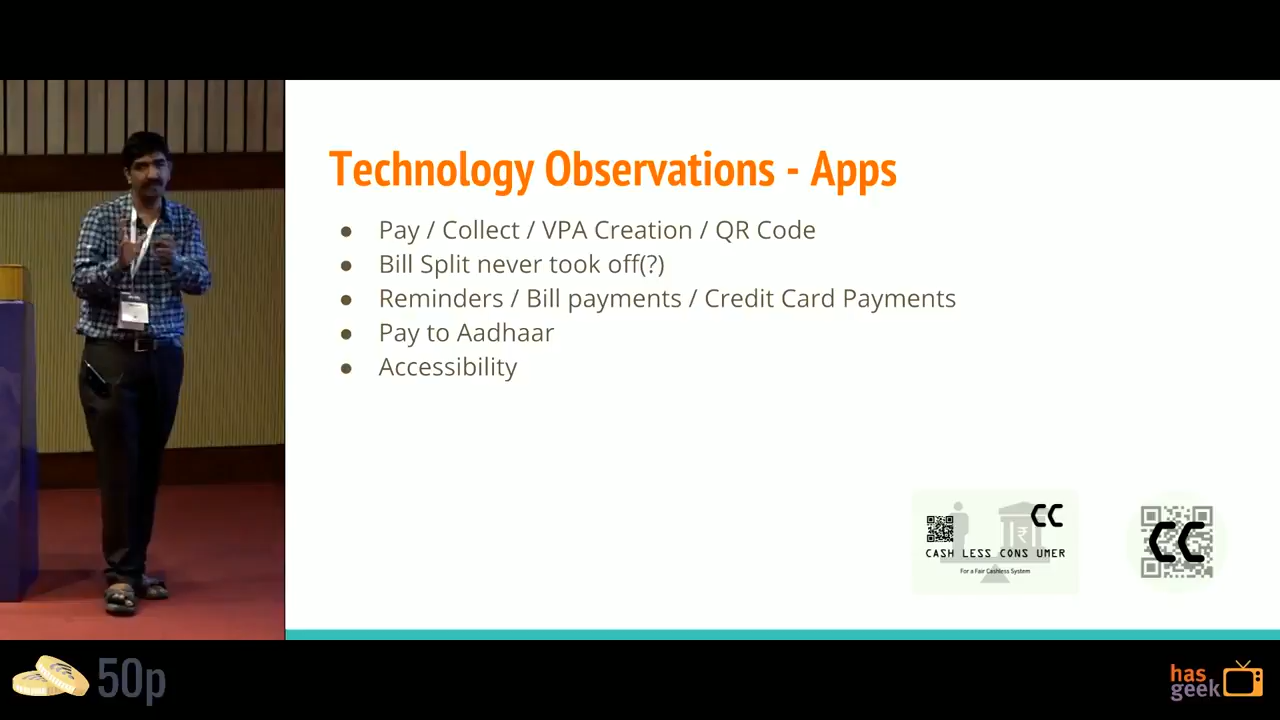 Technology Observations - Apps
● Pay / Collect / VPA Creation / QR Code
● Bill Split never took off(?)
● Reminders / Bill payments / Credit Card Payments
● Pay to Aadhaar
● Accessibility
CC
CASH LESS CONS UMER
For a Fair Cashless System
CC
50p
has
geek